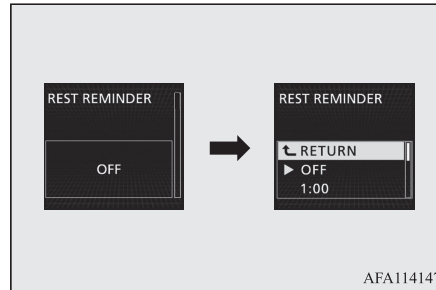 REST REMINDER
OFF
REST REMINDER
RETURN
OFF
1:00
AFA114147